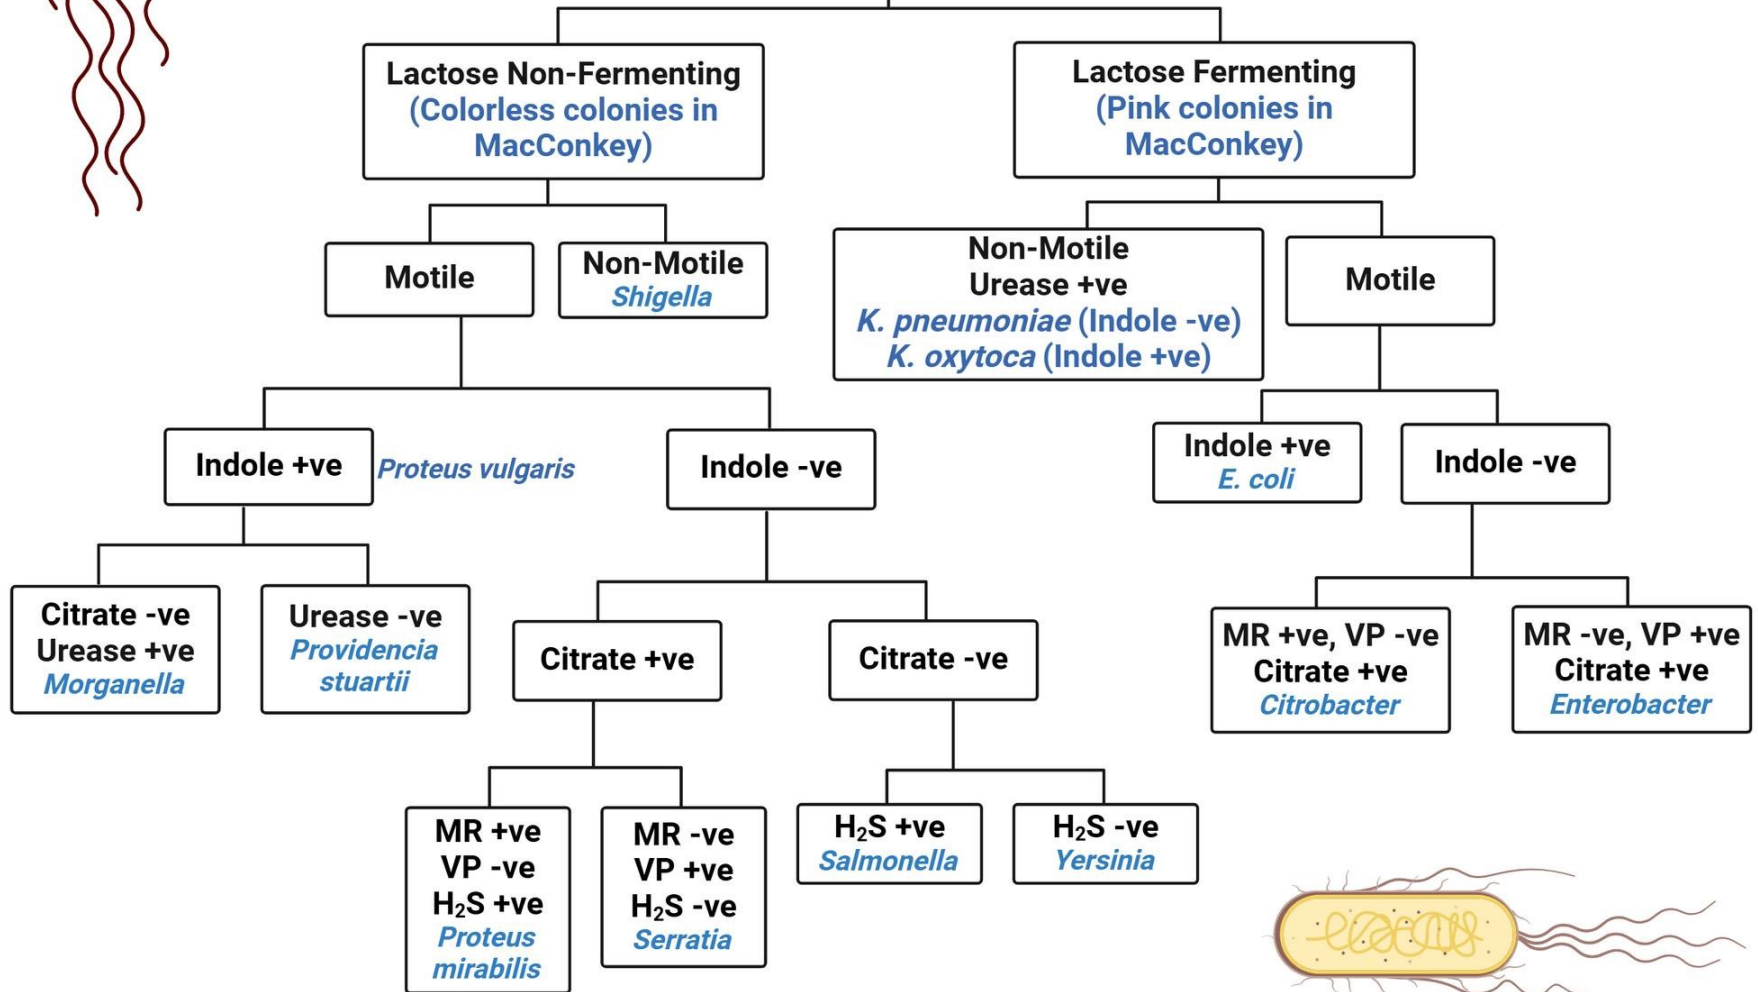 Lactose Non-Fermenting
(Colorless colonies in
MacConkey)
Lactose Fermenting
(Pink colonies in
MacConkey)
Motile
Non-Motile
Shigella
Non-Motile
Urease +ve
K. pneumoniae (Indole -ve)
K. oxytoca (Indole +ve)
Motile
Indole +ve
Proteus vulgaris
Indole -ve
Indole +ve
E. coli
Indole -ve
Citrate -ve
Urease +ve
Morganella
Urease -ve
Providencia
stuartii
Citrate +ve
Citrate -ve
MR +ve, VP -ve
Citrate +ve
Citrobacter
MR -ve, VP +ve
Citrate +ve
Enterobacter
MR +ve
VP -ve
H₂S +ve
Proteus
mirabilis
MR -ve
VP +ve
H₂S -ve
Serratia
H₂S +ve
Salmonella
H₂S -ve
Yersinia